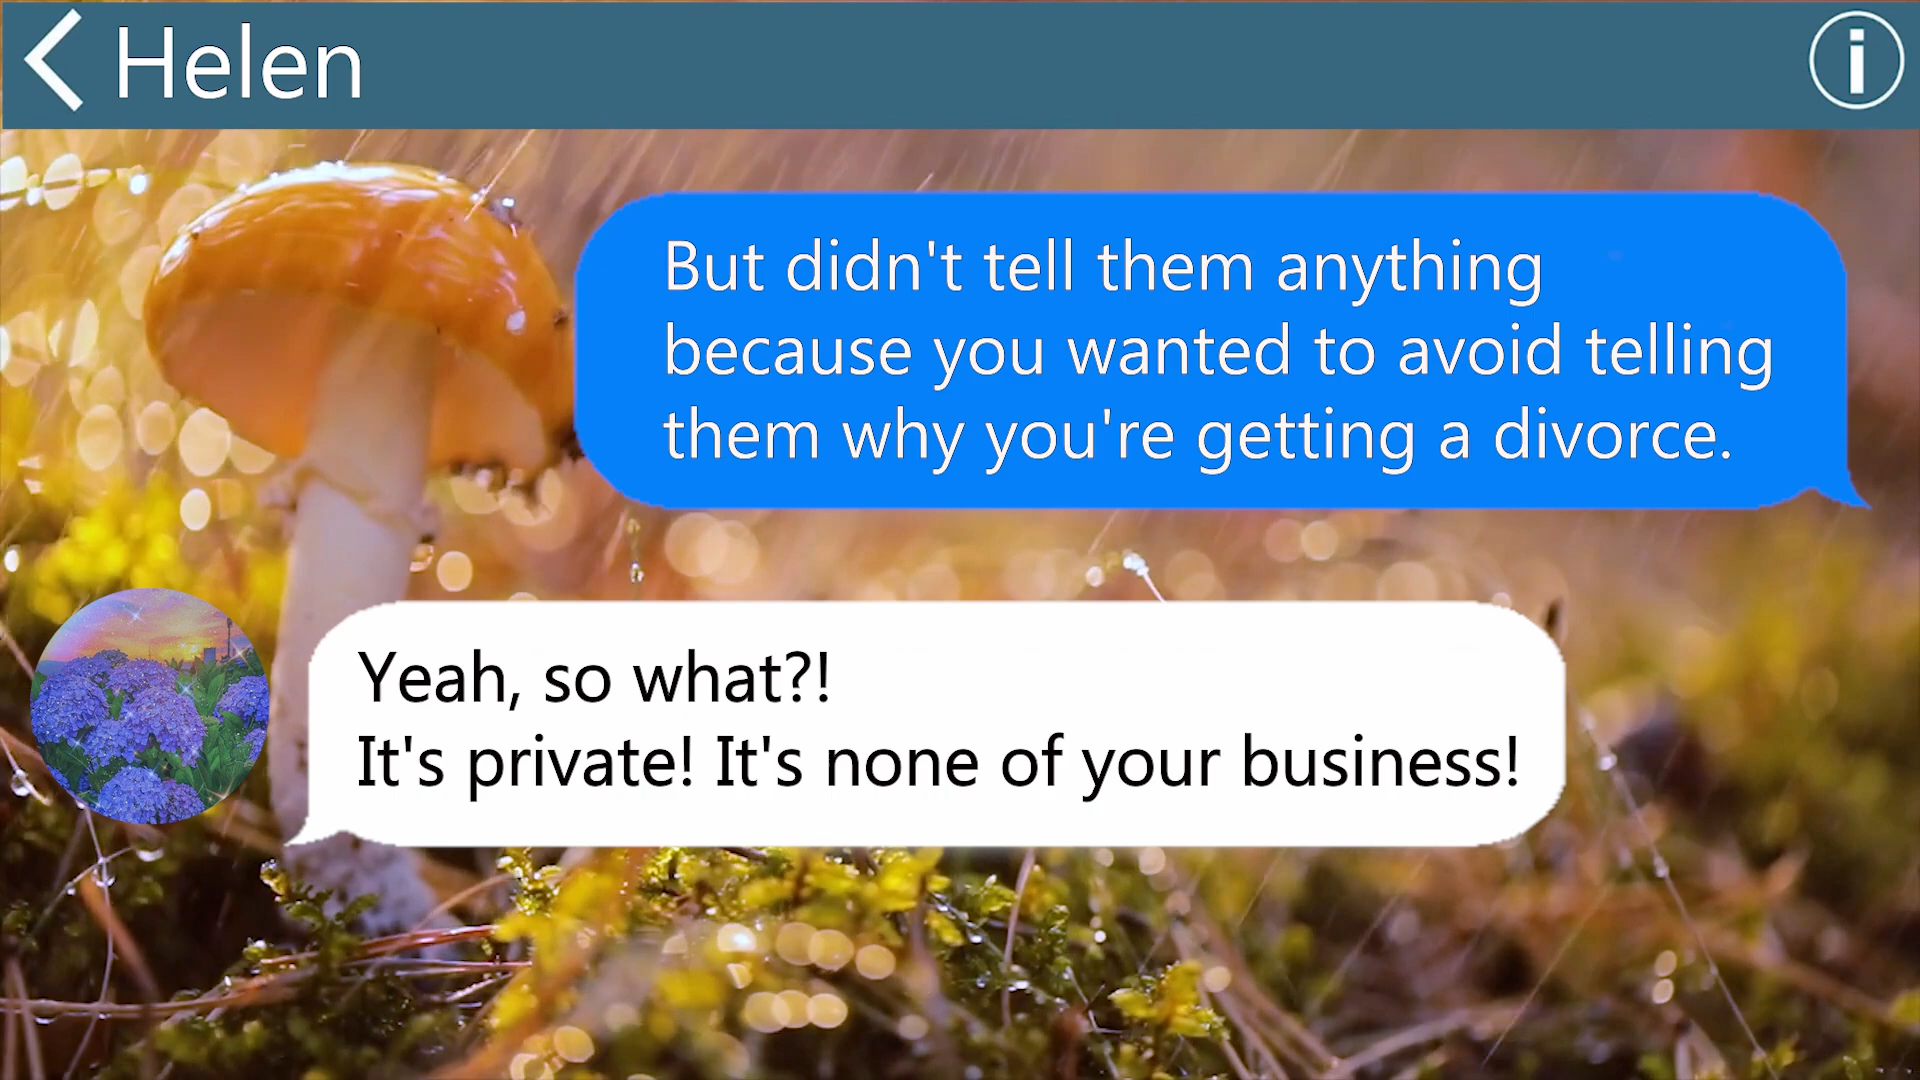 Helen
But didn't tell them anything
because you wanted to avoid telling
them why you're getting a divorce.
Yeah, so what?!
It's private! It's none of your business!